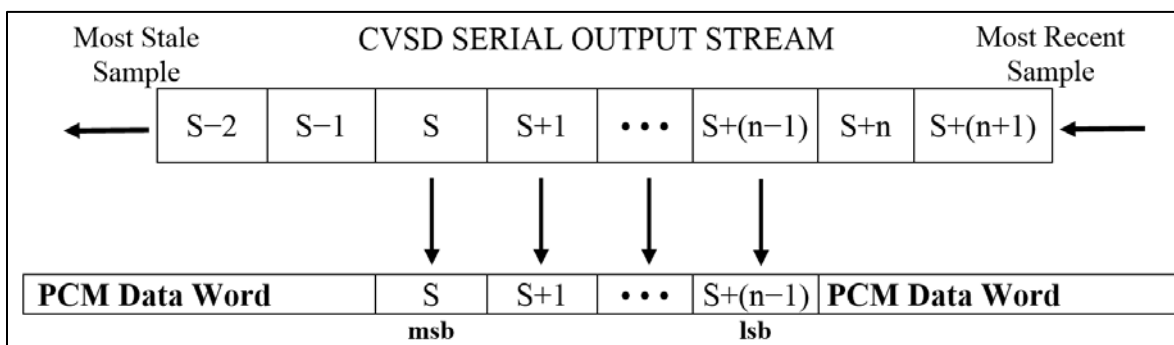 Most Stale Sample
CVSD SERIAL OUTPUT STREAM
Most Recent Sample
S−2 S−1 S S+1 ••• S+(n−1) S+n S+(n+1)
PCM Data Word S S+1 ••• S+(n−1) PCM Data Word
msb lsb